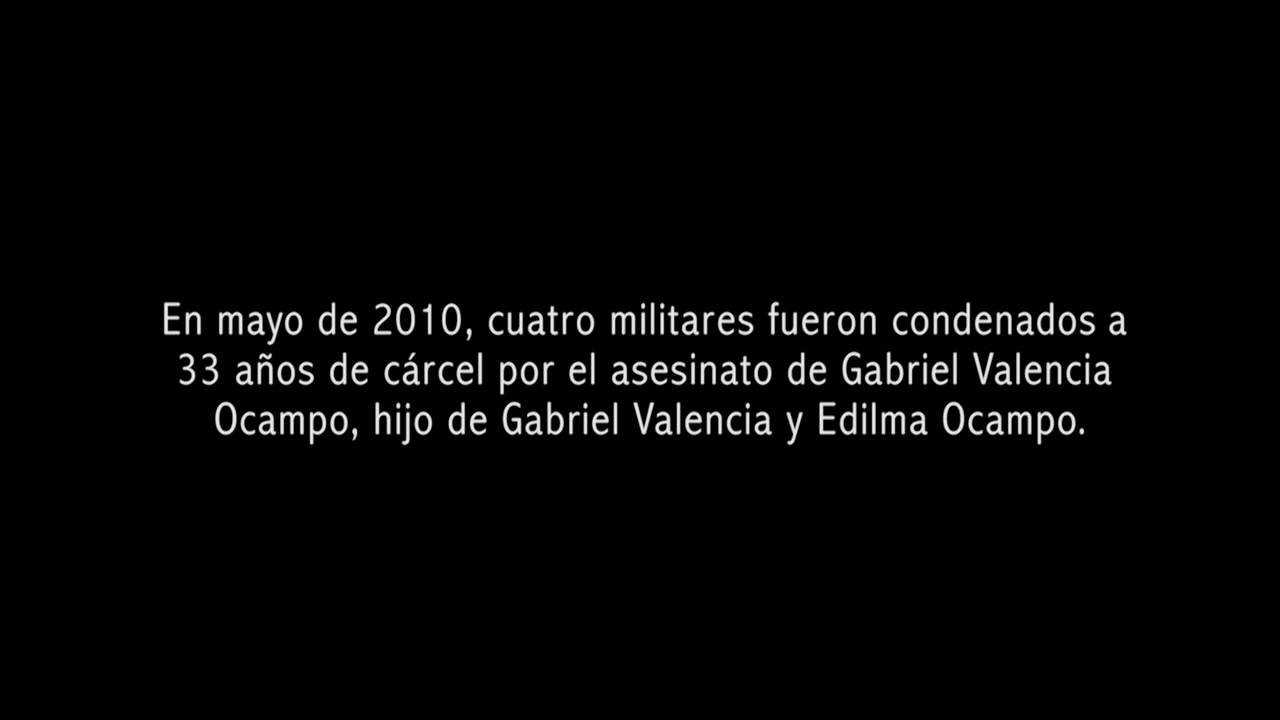 En mayo de 2010, cuatro militares fueron condenados a
33 años de cárcel por el asesinato de Gabriel Valencia
Ocampo, hijo de Gabriel Valencia y Edilma Ocampo.